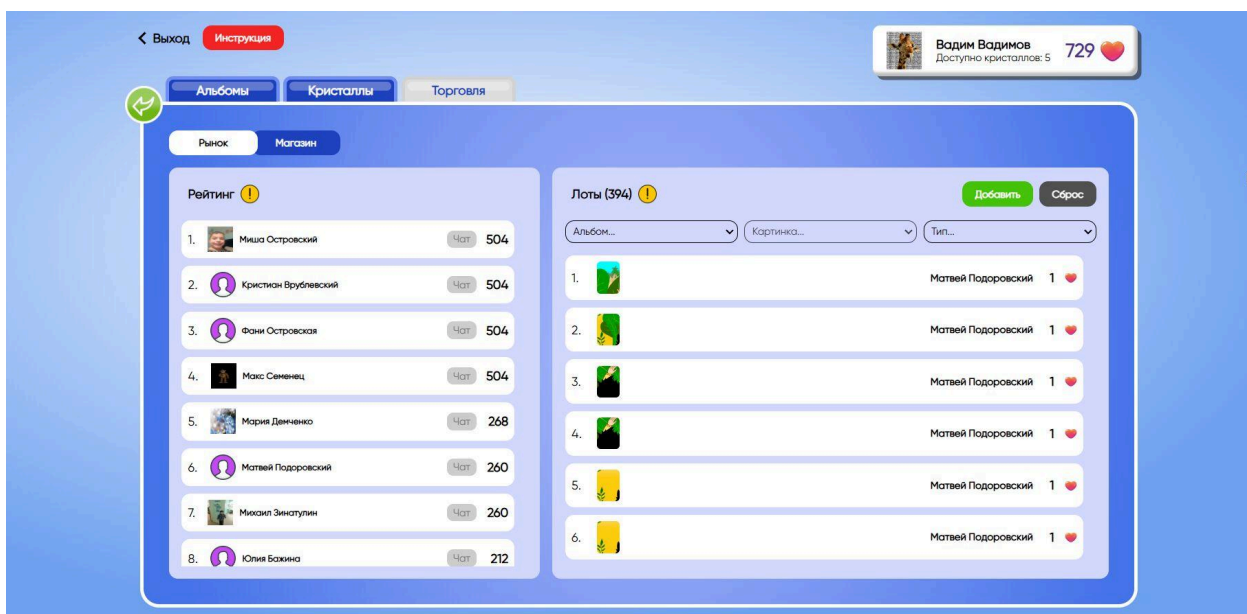 Выход
Инструкция
Вадим Вадимов
Доступно кристаллов: 5
729
Альбомы
Кристаллы
Торговля
Рынок
Магазин
Рейтинг !
1. Миша Островский Чат 504
2. Кристиан Врублевский Чат 504
3. Фани Островская Чат 504
4. Макс Семенец Чат 504
5. Мария Демченко Чат 268
6. Матвей Подоровский Чат 260
7. Михаил Зинатулин Чат 260
8. Юлия Бажина Чат 212
Лоты (394) !
Добавить
Сброс
Альбом...
Картинка...
Тип...
1. Матвей Подоровский 1
2. Матвей Подоровский 1
3. Матвей Подоровский 1
4. Матвей Подоровский 1
5. Матвей Подоровский 1
6. Матвей Подоровский 1